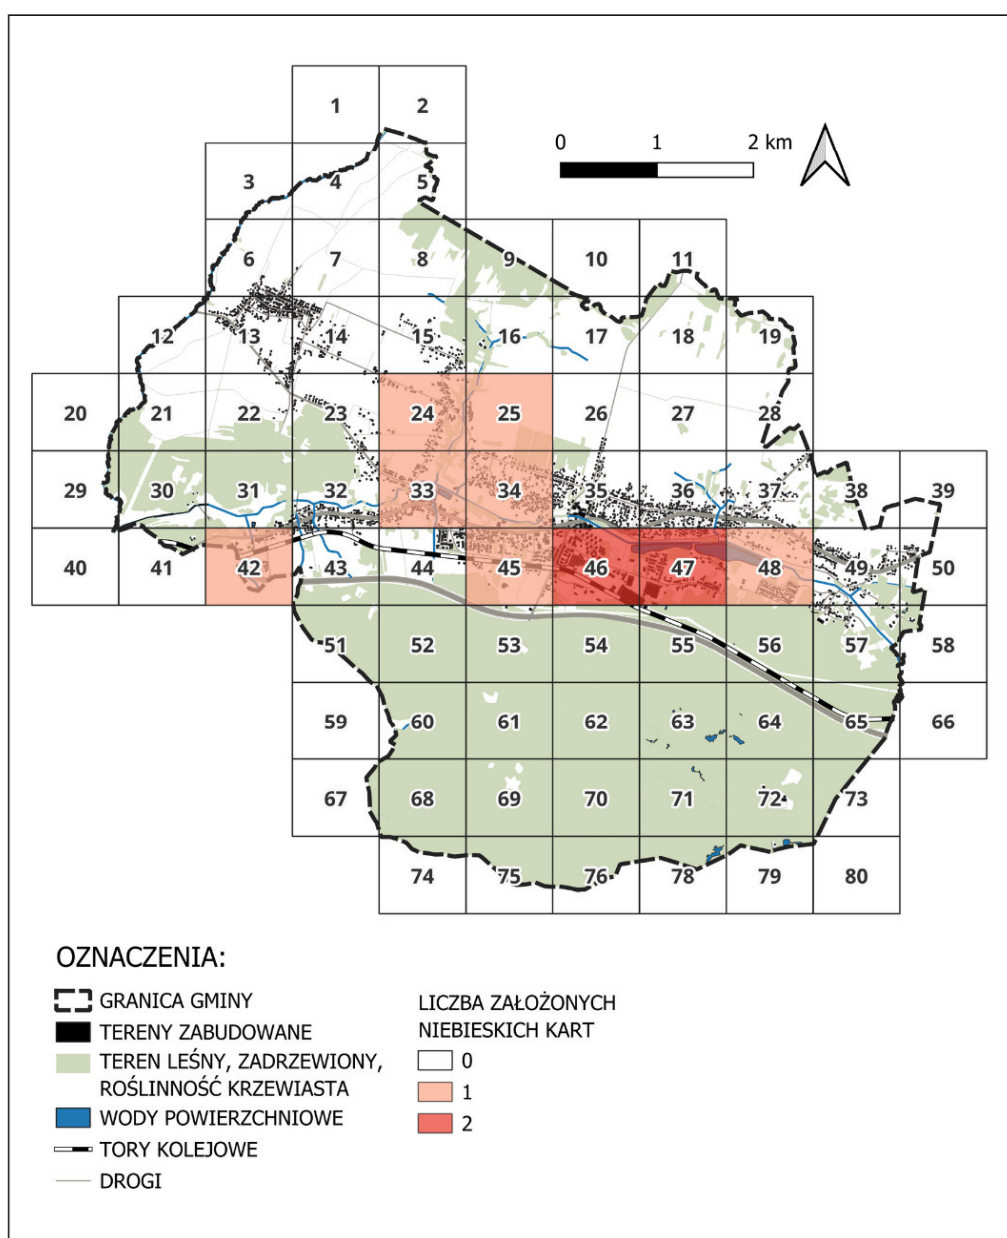 1 2
0 1 2 km
3 4 5
6 7 8 9 10 11
12 13 14 15 16 17 18 19
20 21 22 23 24 25 26 27 28
29 30 31 32 33 34 35 36 37 38 39
40 41 42 43 44 45 46 47 48 49 50
51 52 53 54 55 56 57 58
59 60 61 62 63 64 65 66
67 68 69 70 71 72 73
74 75 76 78 79 80
OZNACZENIA:
GRANICA GMINY
TERENY ZABUDOWANE
TEREN LEŚNY, ZADRZEWIONY,
ROŚLINNOŚĆ KRZEWIASTA
WODY POWIERZCHNIOWE
TORY KOLEJOWE
DROGI
LICZBA ZAŁOŻONYCH
NIEBIESKICH KART
0
1
2